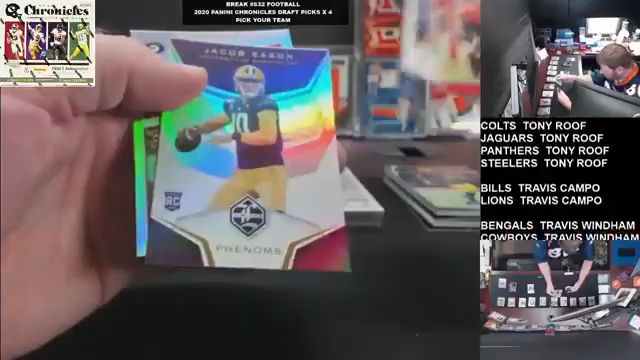 Chronicles
BREAK #632 FOOTBALL
2020 PANINI CHRONICLES DRAFT PICKS X 4
PICK YOUR TEAM
JACOB EASON
10
RC
PHENOMS
COLTS TONY ROOF
JAGUARS TONY ROOF
PANTHERS TONY ROOF
STEELERS TONY ROOF
BILLS TRAVIS CAMPO
LIONS TRAVIS CAMPO
BENGALS TRAVIS WINDHAM
COWBOYS TRAVIS WINDHAM